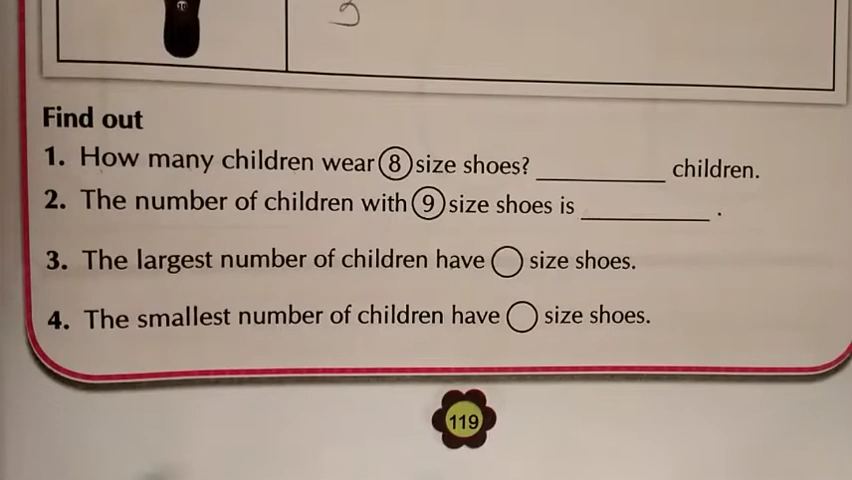 10
Find out
1. How many children wear 8 size shoes? __________ children.
2. The number of children with 9 size shoes is __________ .
3. The largest number of children have ◯ size shoes.
4. The smallest number of children have ◯ size shoes.
119